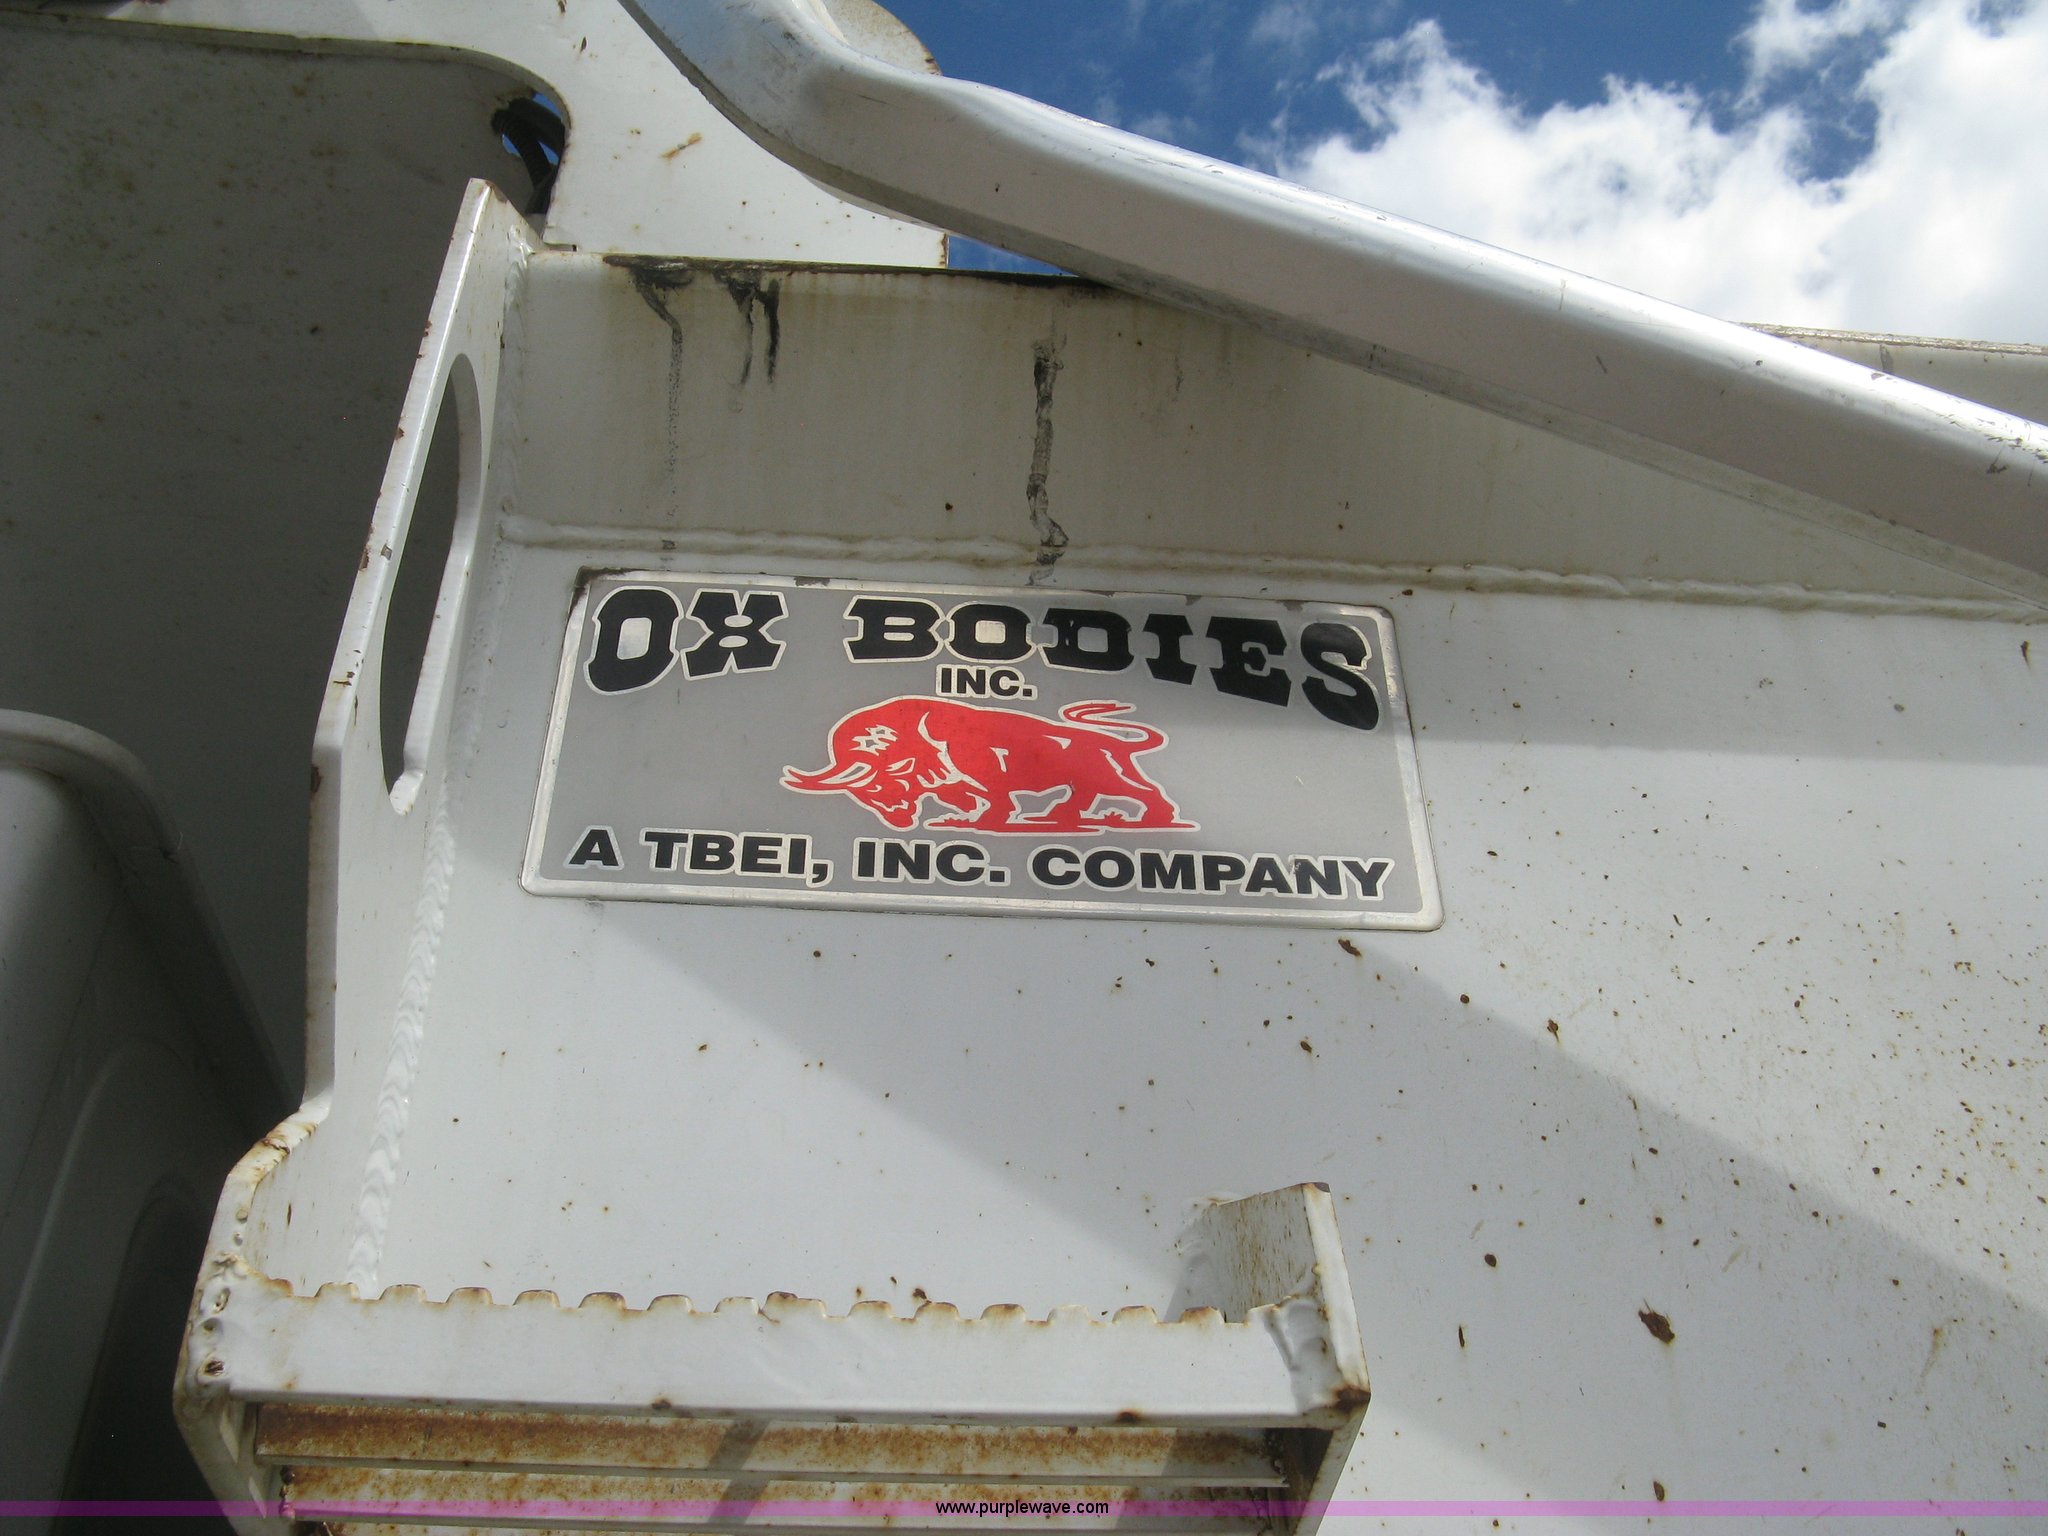 OX BODIES
INC.
A TBEI, INC. COMPANY
www.purplewave.com